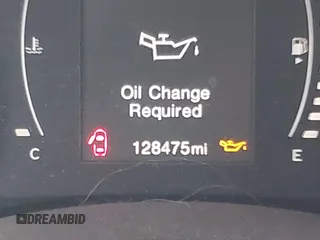 Oil Change
Required
C
128475mi
E
DREAMBID